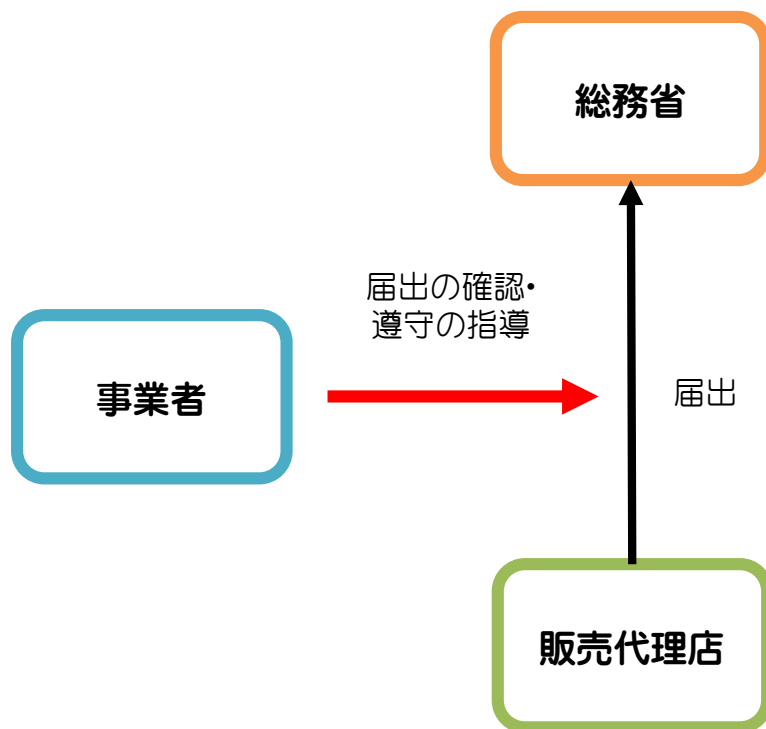 総務省
届出の確認・
遵守の指導
事業者
届出
販売代理店